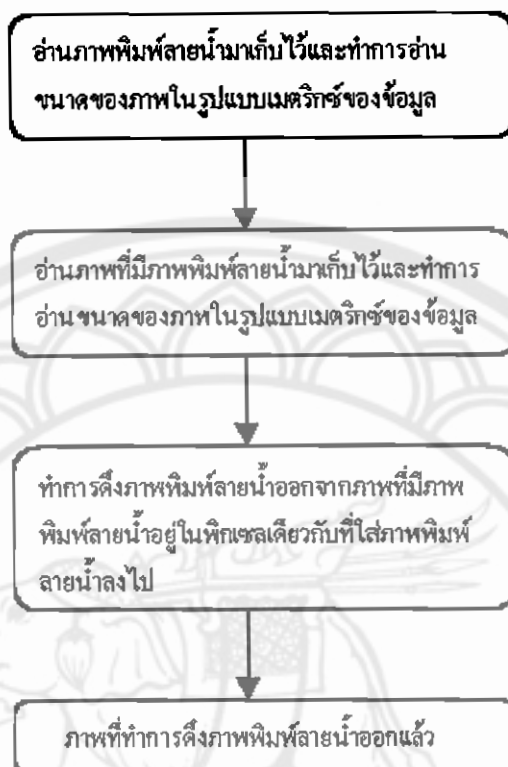 อ่านภาพพิมพ์ลายน้ำมาเก็บไว้และทำการอ่าน
ขนาดของภาพในรูปแบบเมตริกซ์ของข้อมูล
อ่านภาพที่มีภาพพิมพ์ลายน้ำมาเก็บไว้และทำการ
อ่านขนาดของภาพในรูปแบบเมตริกซ์ของข้อมูล
ทำการดึงภาพพิมพ์ลายน้ำออกจากภาพที่มีภาพ
พิมพ์ลายน้ำอยู่ในพิกเซลเดียวกับที่ใส่ภาพพิมพ์
ลายน้ำลงไป
ภาพที่ทำการดึงภาพพิมพ์ลายน้ำออกแล้ว